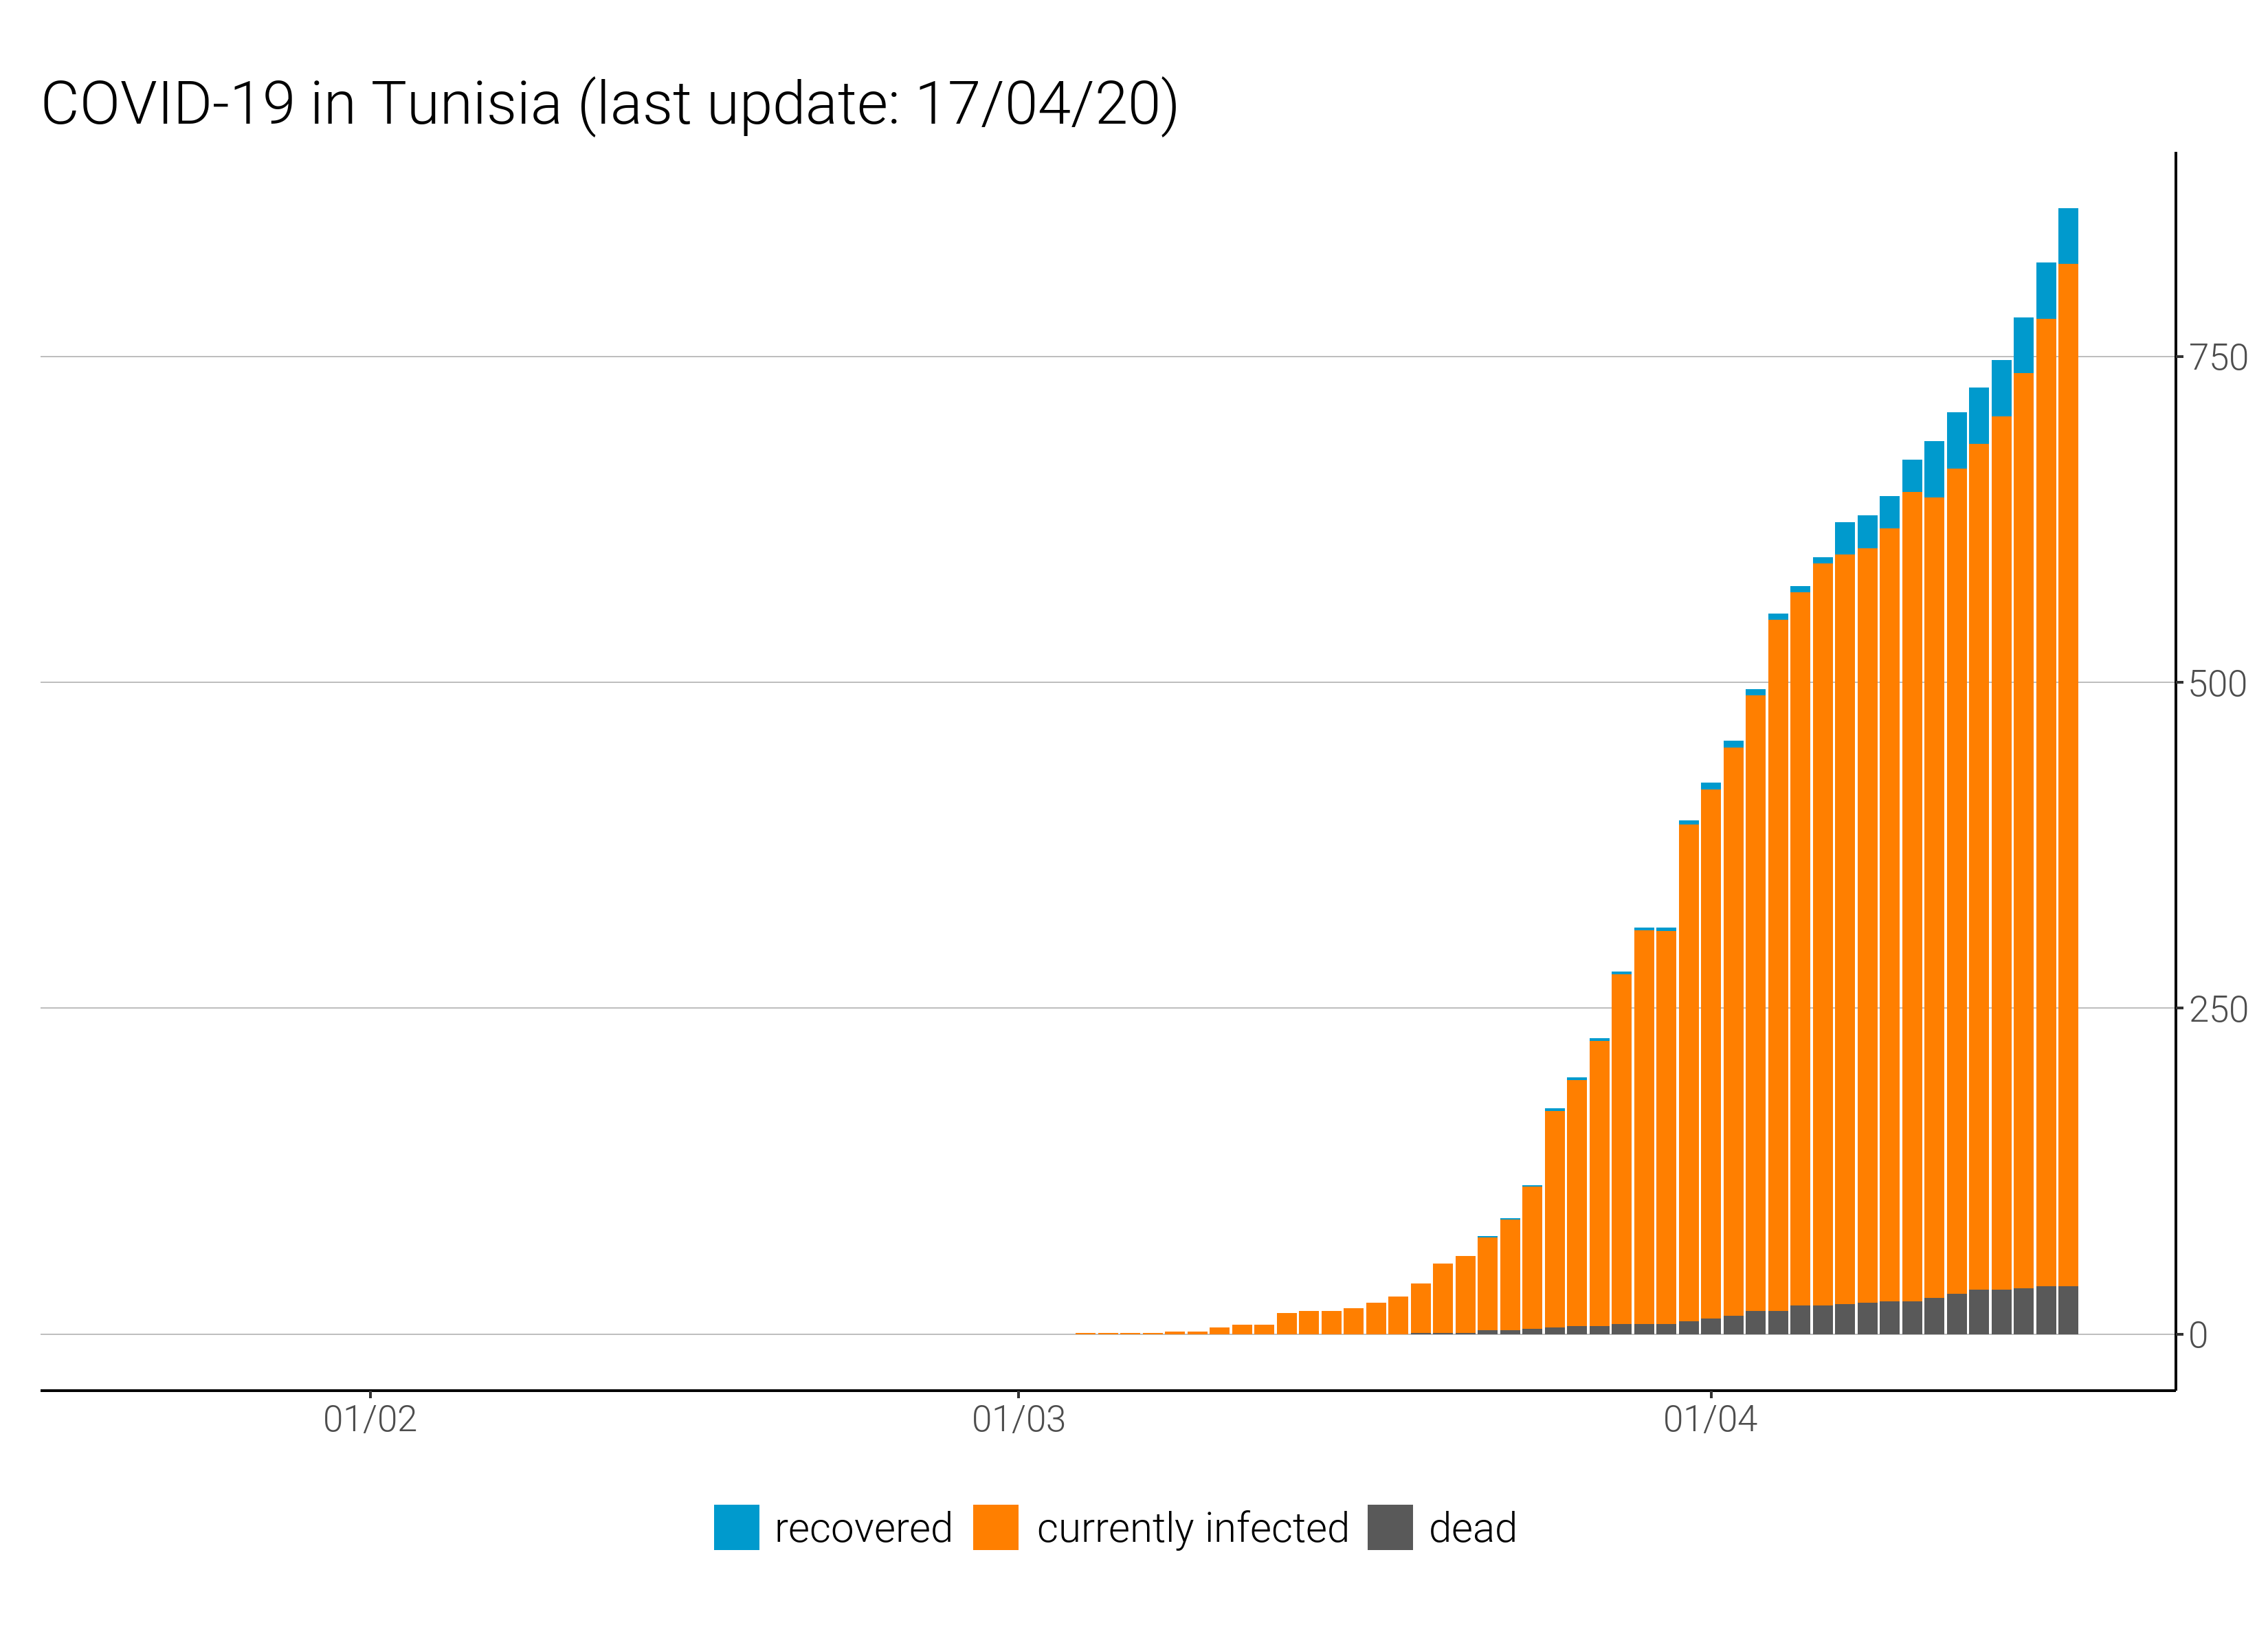 COVID-19 in Tunisia (last update: 17/04/20)
750
500
250
0
01/02 01/03 01/04
recovered currently infected dead